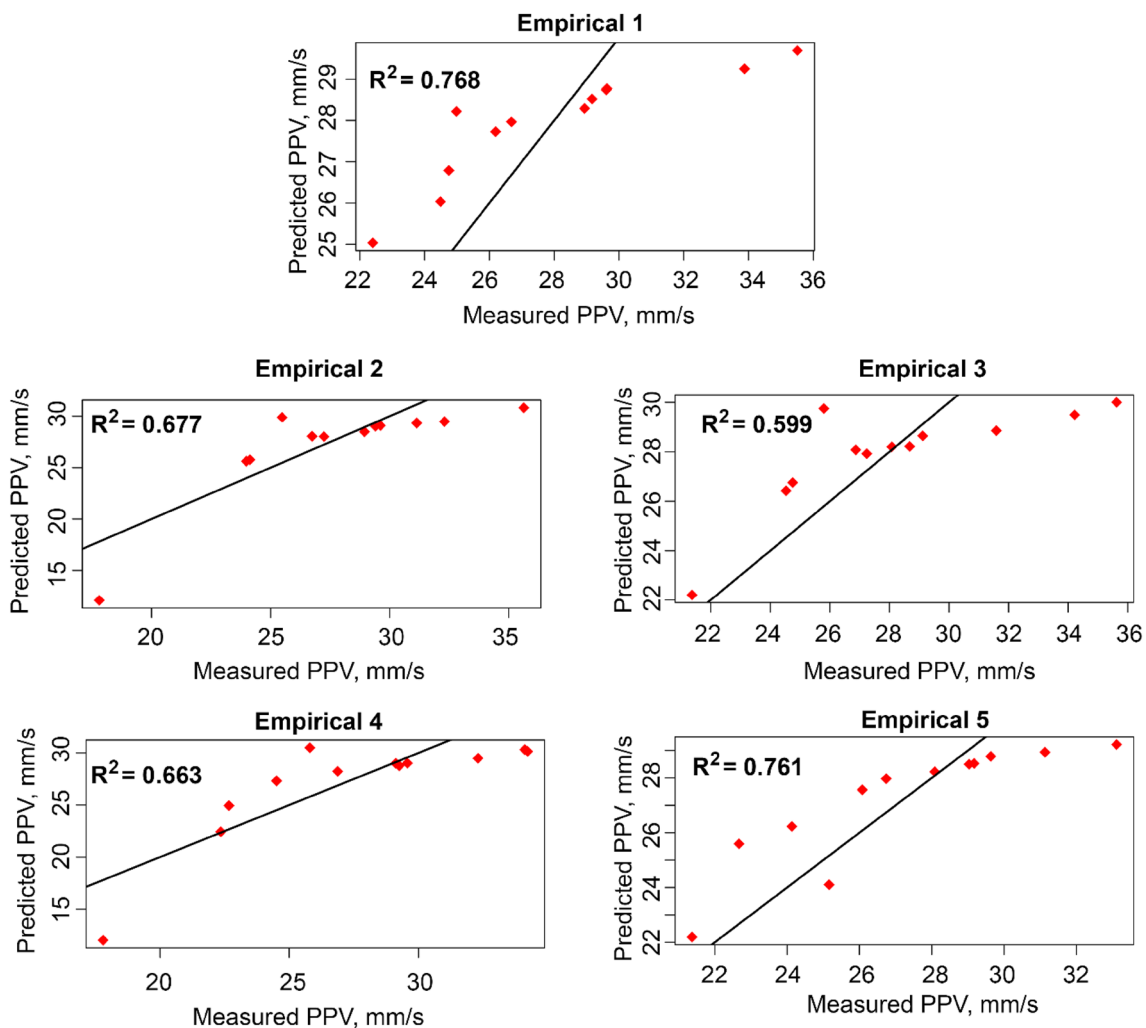 Empirical 1
R² = 0.768
Predicted PPV, mm/s
25 26 27 28 29
22 24 26 28 30 32 34 36
Measured PPV, mm/s
Empirical 2
R² = 0.677
Predicted PPV, mm/s
15 20 25 30
20 25 30 35
Measured PPV, mm/s
Empirical 3
R² = 0.599
Predicted PPV, mm/s
22 24 26 28 30
22 24 26 28 30 32 34 36
Measured PPV, mm/s
Empirical 4
R² = 0.663
Predicted PPV, mm/s
15 20 25 30
20 25 30
Measured PPV, mm/s
Empirical 5
R² = 0.761
Predicted PPV, mm/s
22 24 26 28
22 24 26 28 30 32
Measured PPV, mm/s